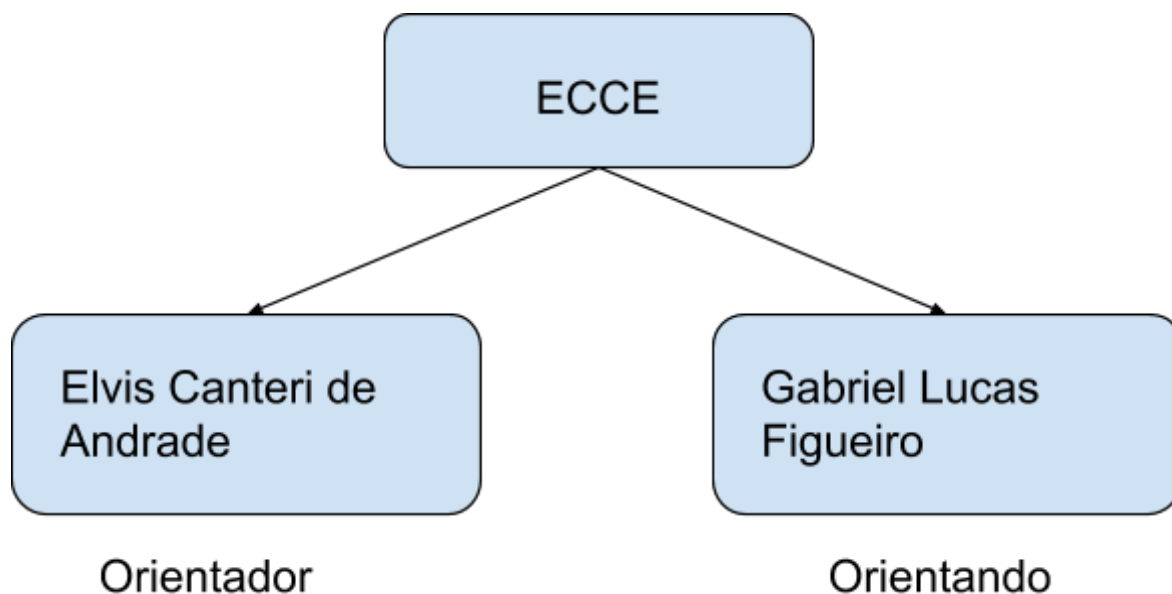 ECCE
Elvis Canteri de
Andrade
Gabriel Lucas
Figueiro
Orientador
Orientando